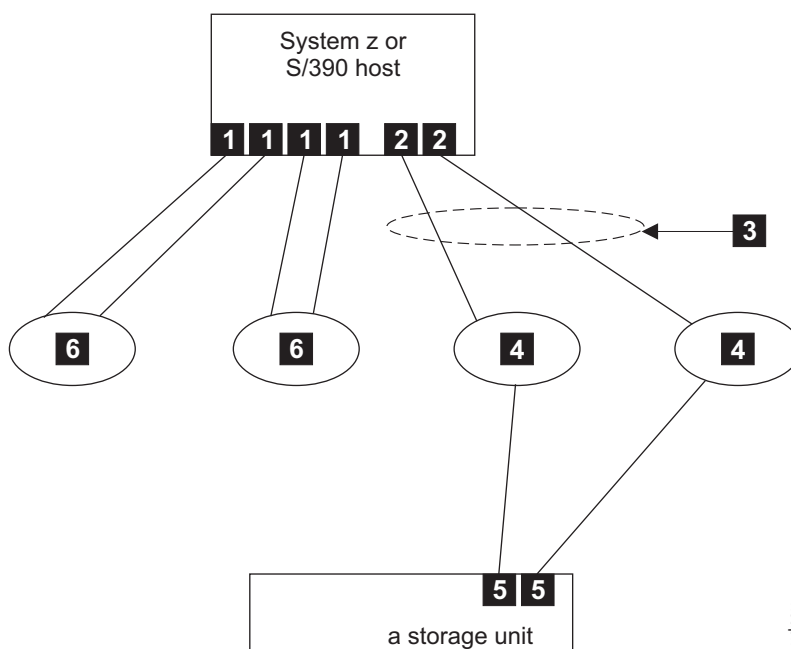 System z or
S/390 host
1 1 1 1 2 2
3
6 6 4 4
5 5
a storage unit